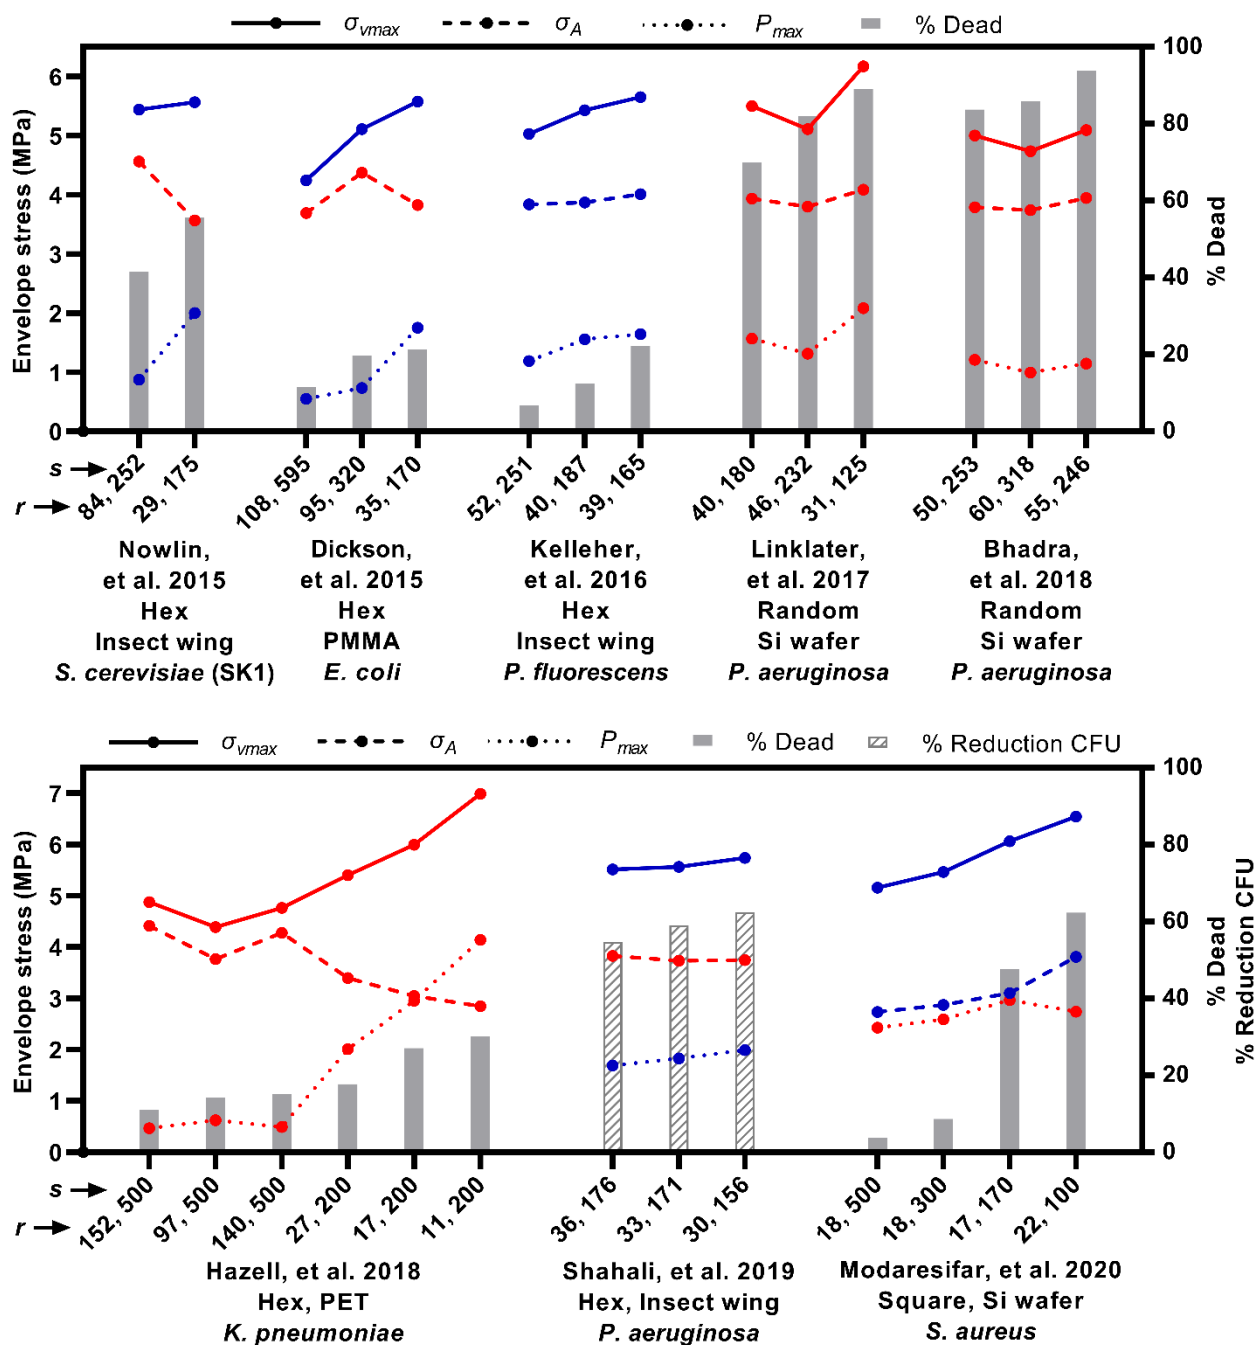 σvmax σA Pmax % Dead
Envelope stress (MPa)
6
5
4
3
2
1
0
100
80
60
40
20
0
% Dead
s →
r →
84, 252
29, 175
108, 595
95, 320
35, 170
52, 251
40, 187
39, 165
40, 180
46, 232
31, 125
50, 253
60, 318
55, 246
Nowlin,
et al. 2015
Hex
Insect wing
S. cerevisiae (SK1)
Dickson,
et al. 2015
Hex
PMMA
E. coli
Kelleher,
et al. 2016
Hex
Insect wing
P. fluorescens
Linklater,
et al. 2017
Random
Si wafer
P. aeruginosa
Bhadra,
et al. 2018
Random
Si wafer
P. aeruginosa
σvmax σA Pmax % Dead % Reduction CFU
Envelope stress (MPa)
7
6
5
4
3
2
1
0
100
80
60
40
20
0
% Dead
% Reduction CFU
s →
r →
152, 500
97, 500
140, 500
27, 200
17, 200
11, 200
36, 176
33, 171
30, 156
18, 500
18, 300
17, 170
22, 100
Hazell, et al. 2018
Hex, PET
K. pneumoniae
Shahali, et al. 2019
Hex, Insect wing
P. aeruginosa
Modaresifar, et al. 2020
Square, Si wafer
S. aureus